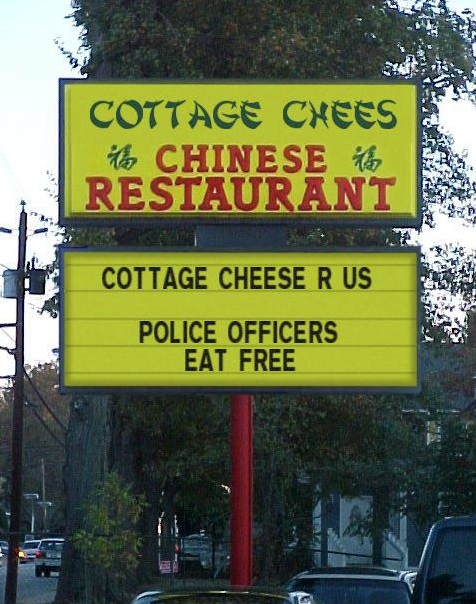 COTTAGE CHEES
福 CHINESE 福
RESTAURANT
COTTAGE CHEESE R US
POLICE OFFICERS
EAT FREE